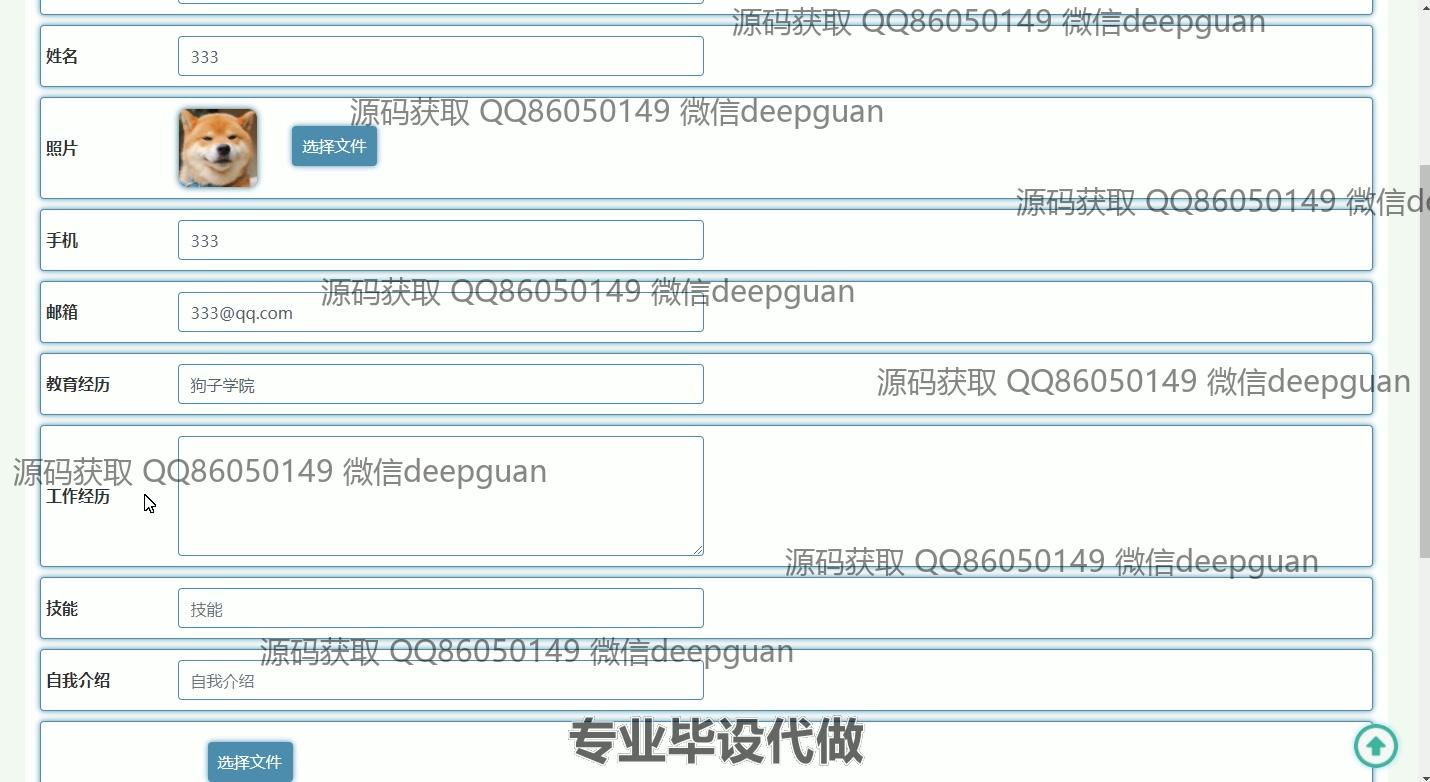 源码获取 QQ86050149 微信deepguan
姓名
333
源码获取 QQ86050149 微信deepguan
照片
选择文件
源码获取 QQ86050149 微信de
手机
333
源码获取 QQ86050149 微信deepguan
邮箱
333@qq.com
教育经历
狗子学院
源码获取 QQ86050149 微信deepguan
源码获取 QQ86050149 微信deepguan
工作经历
源码获取 QQ86050149 微信deepguan
技能
技能
源码获取 QQ86050149 微信deepguan
自我介绍
自我介绍
专业毕设代做
选择文件